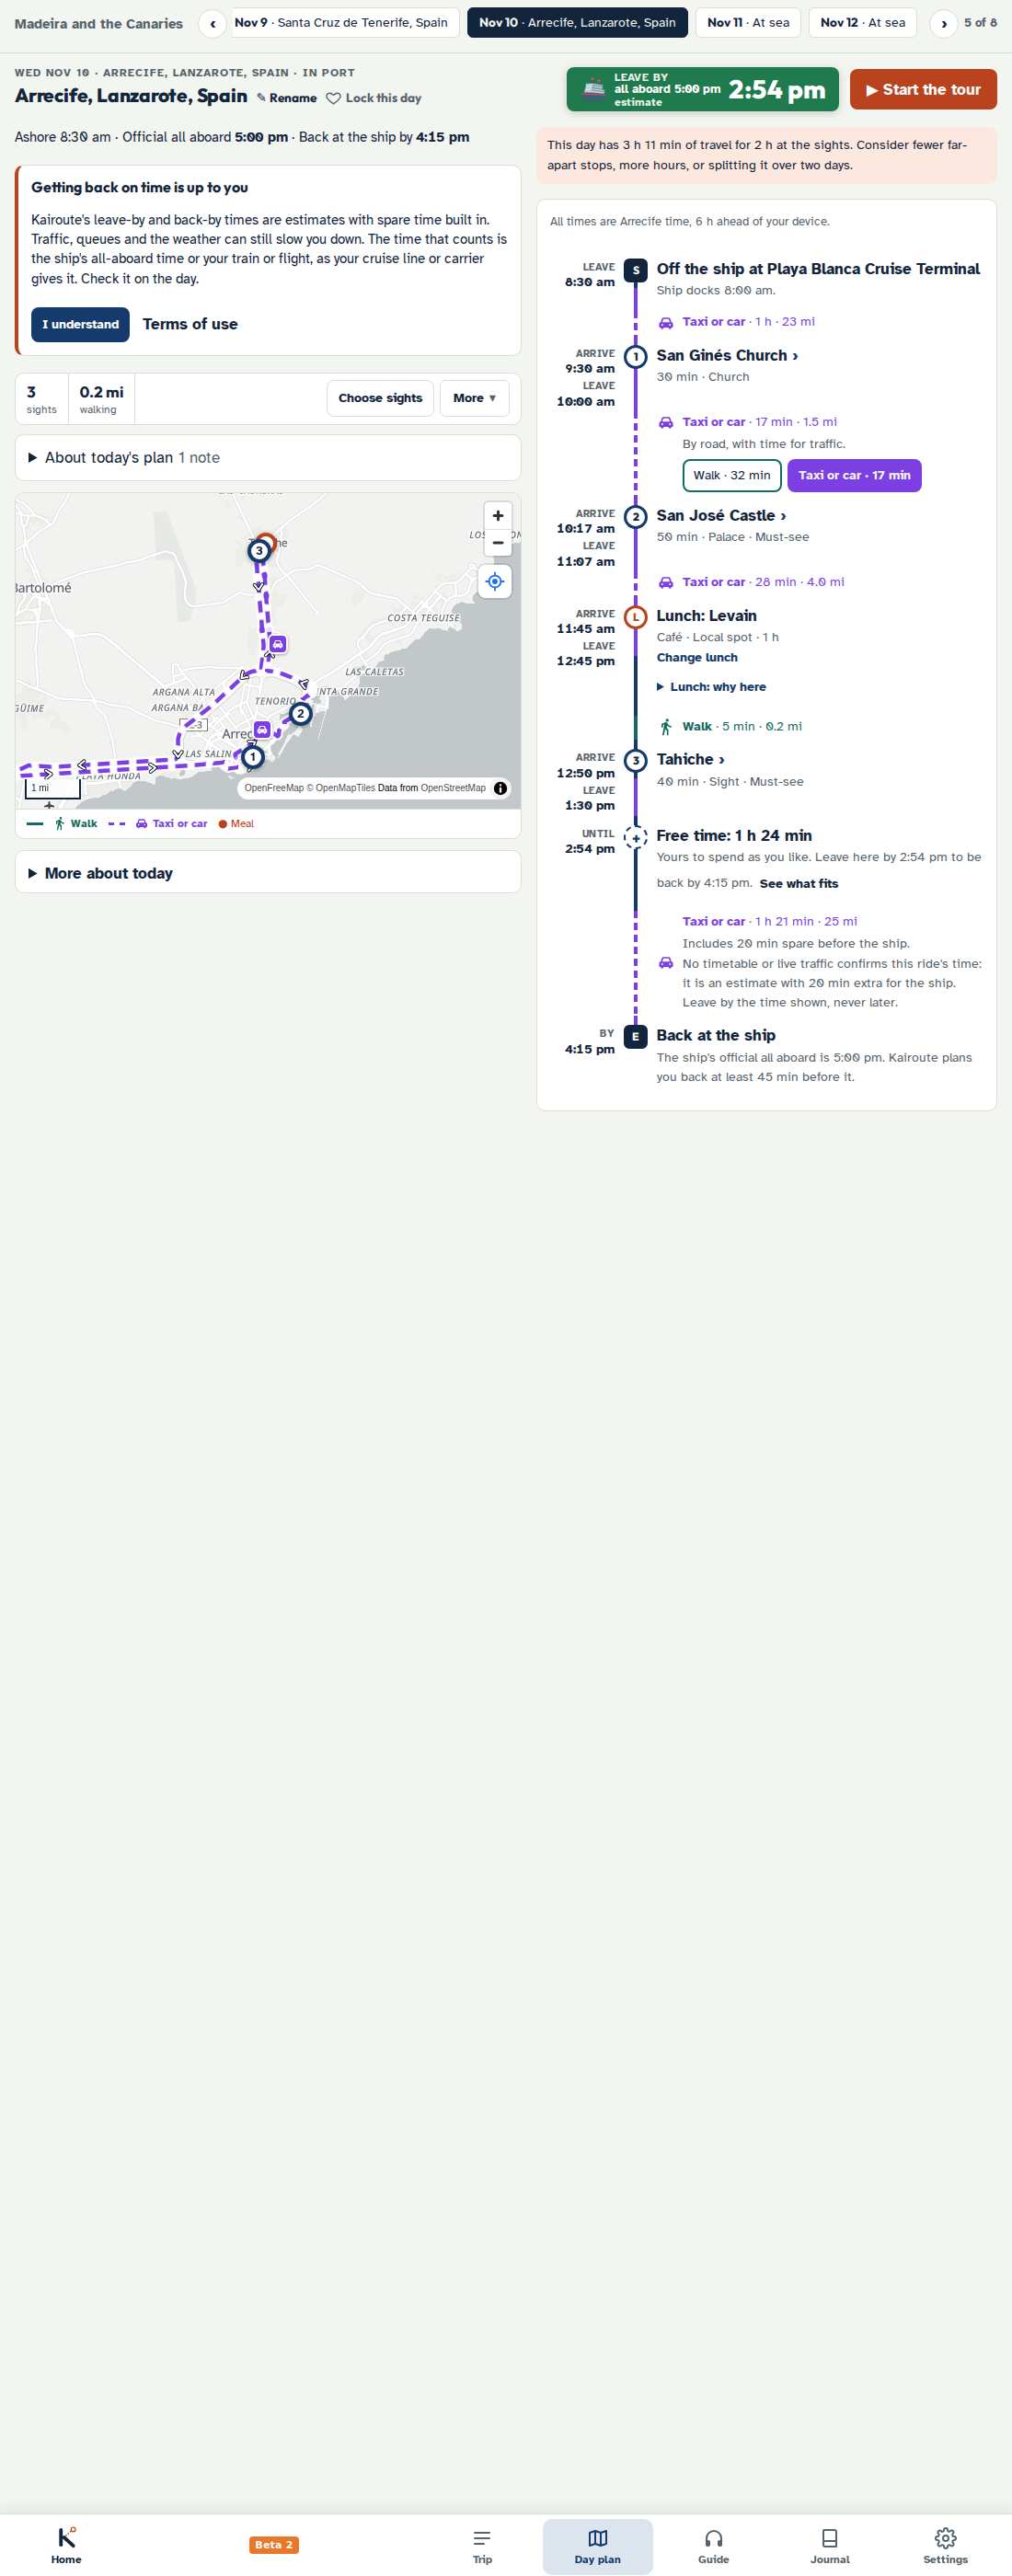 Madeira and the Canaries
‹
Nov 9 · Santa Cruz de Tenerife, Spain
Nov 10 · Arrecife, Lanzarote, Spain
Nov 11 · At sea
Nov 12 · At sea
›
5 of 8
WED NOV 10 · ARRECIFE, LANZAROTE, SPAIN · IN PORT
Arrecife, Lanzarote, Spain
✎ Rename
Lock this day
LEAVE BY
all aboard 5:00 pm
estimate
2:54 pm
▶ Start the tour
Ashore 8:30 am · Official all aboard 5:00 pm · Back at the ship by 4:15 pm
Getting back on time is up to you
Kairoute's leave-by and back-by times are estimates with spare time built in.
Traffic, queues and the weather can still slow you down. The time that counts is
the ship's all-aboard time or your train or flight, as your cruise line or carrier
gives it. Check it on the day.
I understand
Terms of use
3
sights
0.2 mi
walking
Choose sights
More ▼
▶ About today's plan 1 note
Bartolomé
COSTA TEGUISE
LAS CALETAS
NTA GRANDE
ARGANA ALTA
ARGANA BA
TENORIO
GÜIME
Arrec
LAS SALIN
PLAYA HONDA
3
2
1
+
−
1 mi
OpenFreeMap © OpenMapTiles Data from OpenStreetMap
Walk
Taxi or car
Meal
▶ More about today
This day has 3 h 11 min of travel for 2 h at the sights. Consider fewer far-
apart stops, more hours, or splitting it over two days.
All times are Arrecife time, 6 h ahead of your device.
LEAVE
8:30 am
S
Off the ship at Playa Blanca Cruise Terminal
Ship docks 8:00 am.
Taxi or car · 1 h · 23 mi
ARRIVE
9:30 am
LEAVE
10:00 am
1
San Ginés Church ›
30 min · Church
Taxi or car · 17 min · 1.5 mi
By road, with time for traffic.
Walk · 32 min
Taxi or car · 17 min
ARRIVE
10:17 am
LEAVE
11:07 am
2
San José Castle ›
50 min · Palace · Must-see
Taxi or car · 28 min · 4.0 mi
ARRIVE
11:45 am
LEAVE
12:45 pm
L
Lunch: Levain
Café · Local spot · 1 h
Change lunch
▶ Lunch: why here
Walk · 5 min · 0.2 mi
ARRIVE
12:50 pm
LEAVE
1:30 pm
3
Tahiche ›
40 min · Sight · Must-see
UNTIL
2:54 pm
+
Free time: 1 h 24 min
Yours to spend as you like. Leave here by 2:54 pm to be
back by 4:15 pm. See what fits
Taxi or car · 1 h 21 min · 25 mi
Includes 20 min spare before the ship.
No timetable or live traffic confirms this ride's time:
it is an estimate with 20 min extra for the ship.
Leave by the time shown, never later.
BY
4:15 pm
E
Back at the ship
The ship's official all aboard is 5:00 pm. Kairoute plans
you back at least 45 min before it.
Home
Beta 2
Trip
Day plan
Guide
Journal
Settings